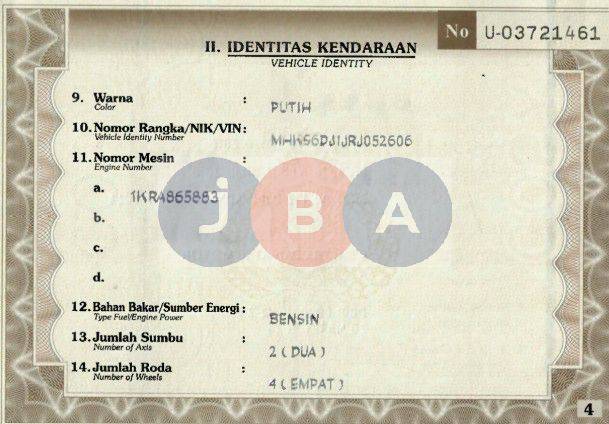 No U-03721461
II. IDENTITAS KENDARAAN
VEHICLE IDENTITY
9. Warna : PUTIH
Color
10. Nomor Rangka/NIK/VIN: MHKS6DJ1JRJ052606
Vehicle Identity Number
11. Nomor Mesin :
Engine Number
a. 1KRA865883
b.
c.
d.
JBA
12. Bahan Bakar/Sumber Energi : BENSIN
Type Fuel/Engine Power
13. Jumlah Sumbu : 2 ( DUA )
Number of Axis
14. Jumlah Roda : 4 ( EMPAT )
Number of Wheels
4